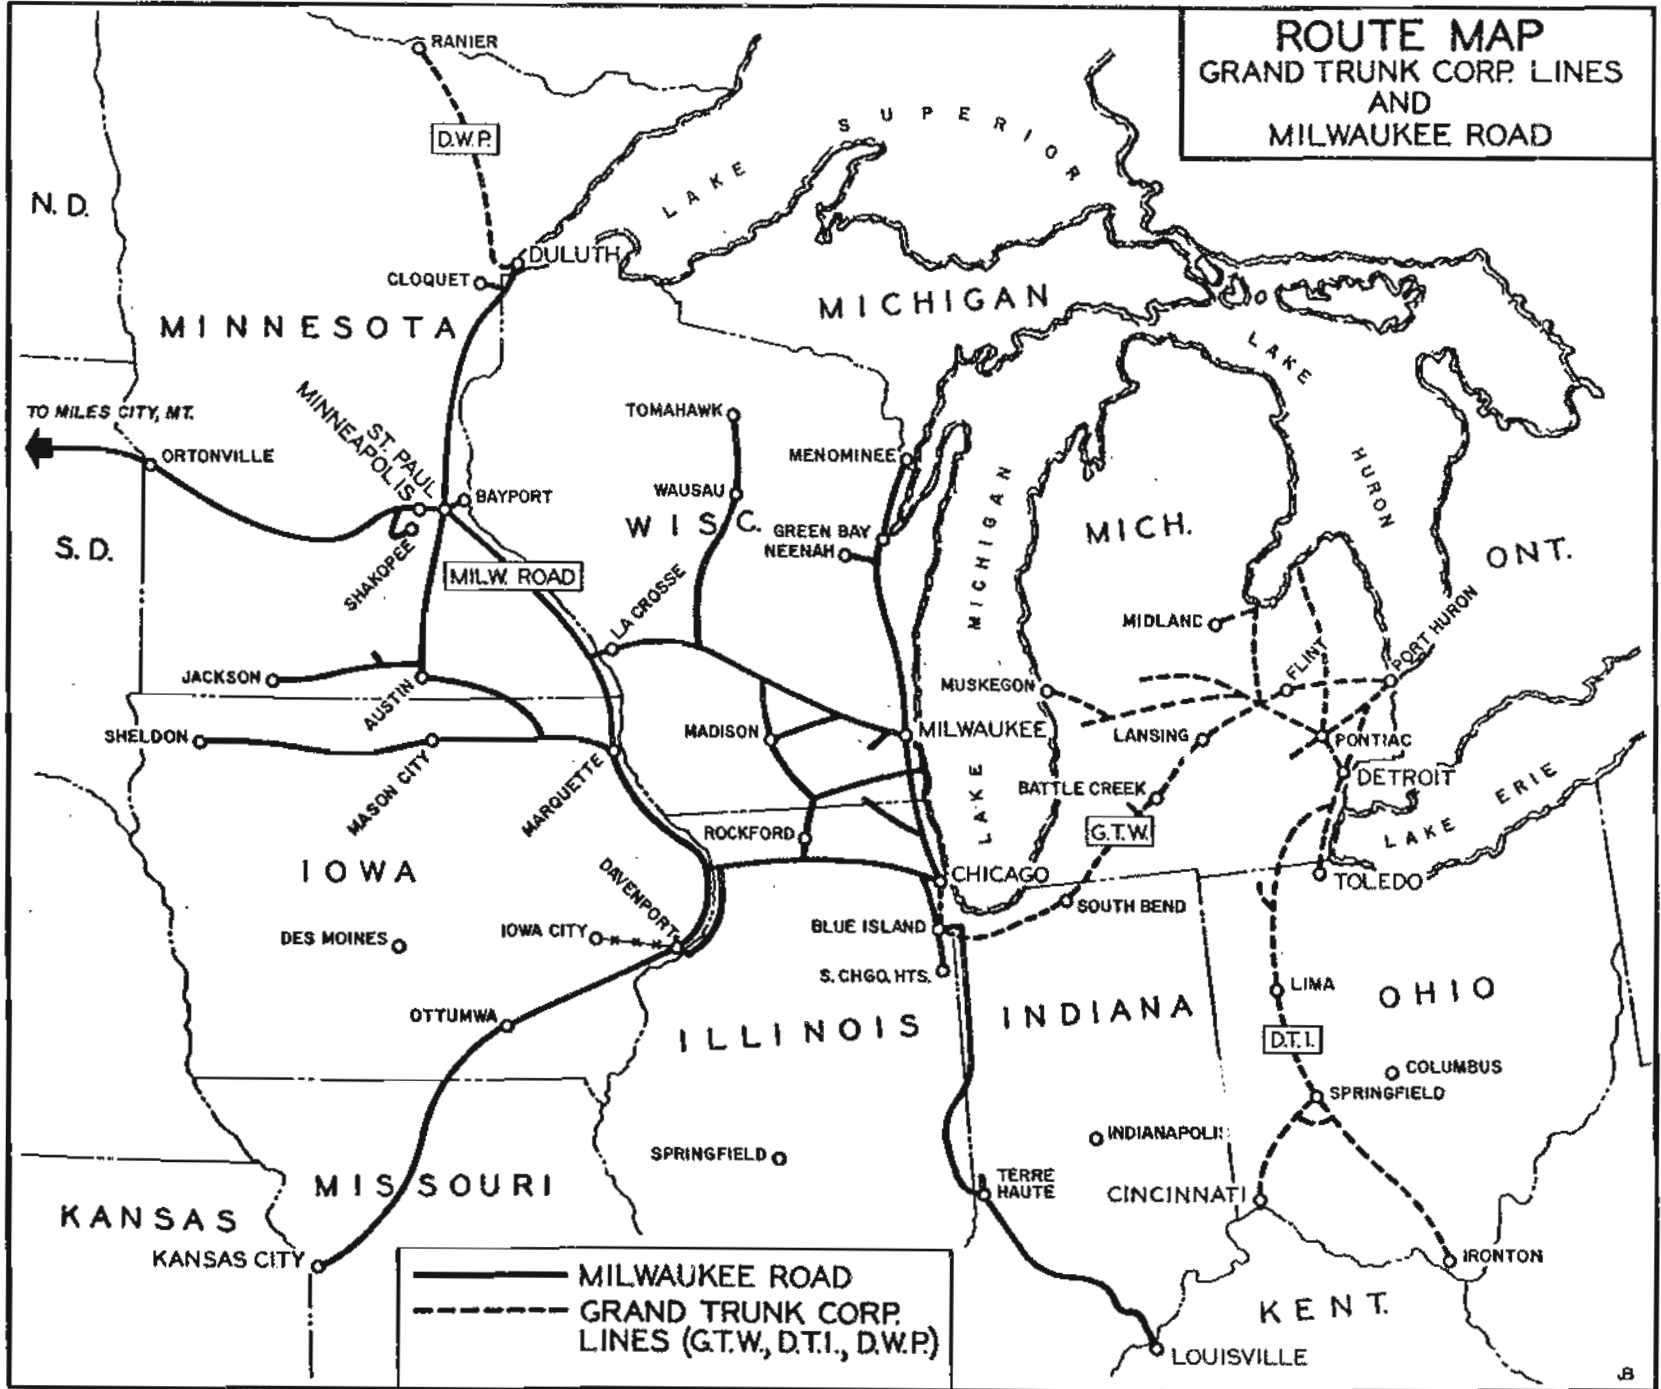 ROUTE MAP
GRAND TRUNK CORP. LINES
AND
MILWAUKEE ROAD
RANIER
D.W.P.
LAKE SUPERIOR
N. D.
DULUTH
CLOQUET
MINNESOTA
MICHIGAN
LAKE HURON
TO MILES CITY, MT.
ORTONVILLE
MINNEAPOLIS
ST. PAUL
BAYPORT
SHAKOPEE
TOMAHAWK
WAUSAU
WISC.
MENOMINEE
GREEN BAY
NEENAH
LAKE MICHIGAN
MICH.
ONT.
S. D.
MILW. ROAD
LA CROSSE
MIDLAND
FLINT
PORT HURON
JACKSON
AUSTIN
MUSKEGON
SHELDON
MASON CITY
MARQUETTE
MADISON
MILWAUKEE
LANSING
PONTIAC
DETROIT
BATTLE CREEK
LAKE ERIE
G.T.W.
ROCKFORD
IOWA
DAVENPORT
CHICAGO
TOLEDO
SOUTH BEND
BLUE ISLAND
IOWA CITY
DES MOINES
S. CHGO. HTS.
LIMA
OHIO
OTTUMWA
ILLINOIS
INDIANA
D.T.I.
COLUMBUS
SPRINGFIELD
INDIANAPOLIS
SPRINGFIELD
MISSOURI
TERRE
HAUTE
CINCINNATI
KANSAS
KANSAS CITY
IRONTON
KENT.
LOUISVILLE
MILWAUKEE ROAD
GRAND TRUNK CORP.
LINES (G.T.W., D.T.I., D.W.P.)
JB